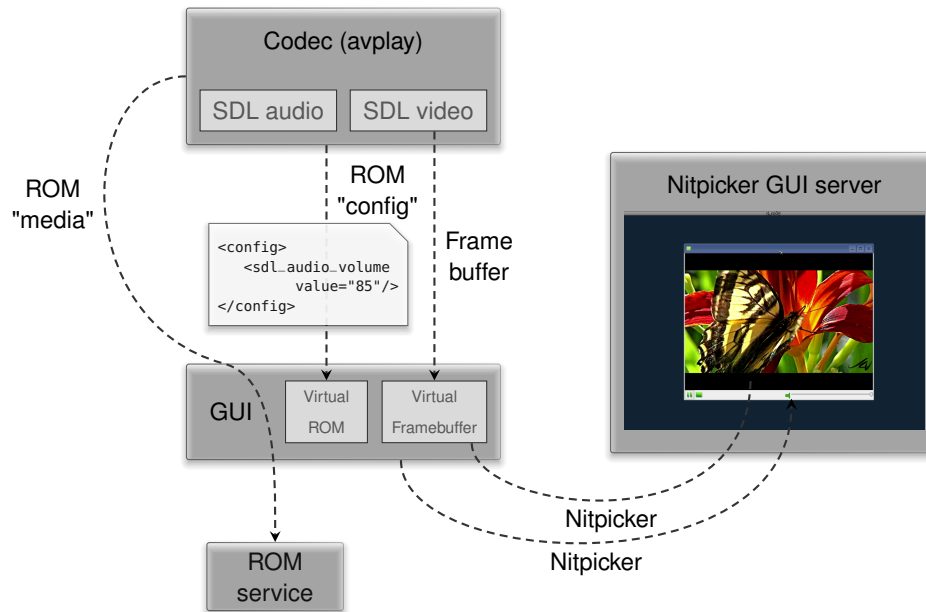 Codec (avplay)
SDL audio
SDL video
ROM
"media"
ROM
"config"
<config>
<sdl_audio_volume
value="85"/>
</config>
Frame
buffer
GUI
Virtual
ROM
Virtual
Framebuffer
Nitpicker GUI server
Nitpicker
Nitpicker
ROM
service